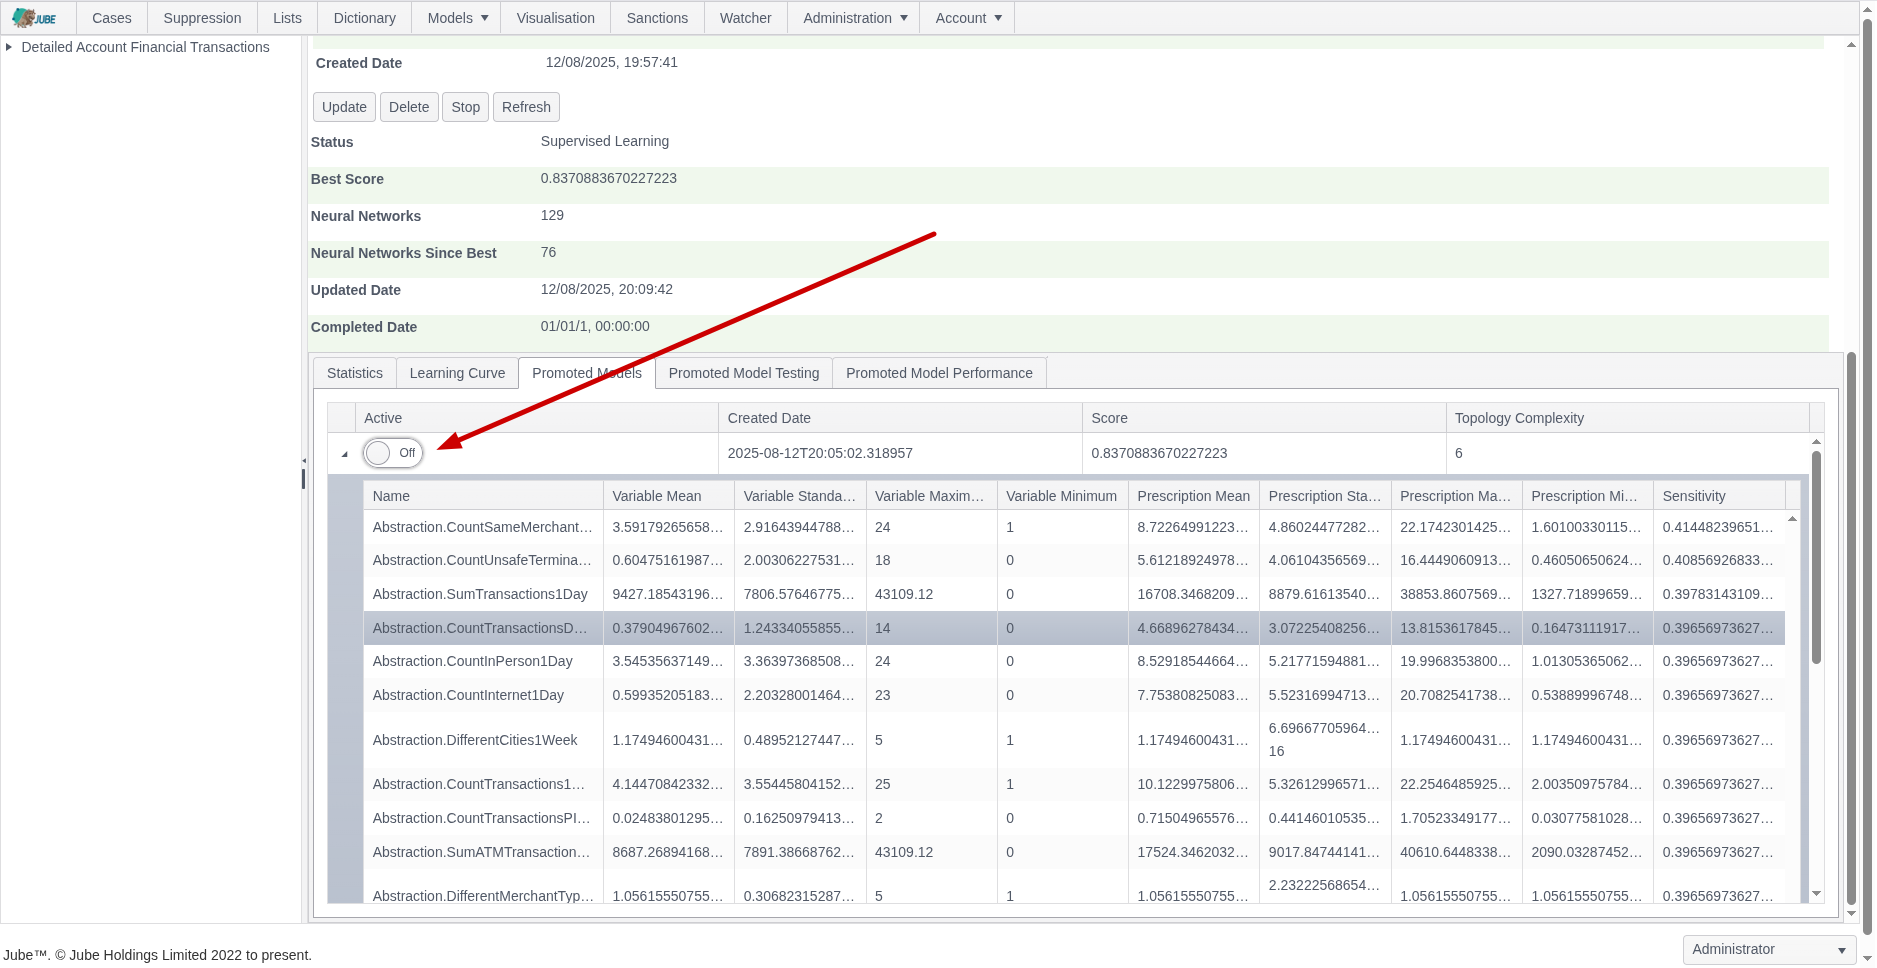 JUBE Cases Suppression Lists Dictionary Models Visualisation Sanctions Watcher Administration Account
Detailed Account Financial Transactions
Created Date 12/08/2025, 19:57:41
Update Delete Stop Refresh
Status Supervised Learning
Best Score 0.8370883670227223
Neural Networks 129
Neural Networks Since Best 76
Updated Date 12/08/2025, 20:09:42
Completed Date 01/01/1, 00:00:00
Statistics Learning Curve Promoted Models Promoted Model Testing Promoted Model Performance
Active Created Date Score Topology Complexity
Off 2025-08-12T20:05:02.318957 0.8370883670227223 6
Name Variable Mean Variable Standa… Variable Maxim… Variable Minimum Prescription Mean Prescription Sta… Prescription Ma… Prescription Mi… Sensitivity
Abstraction.CountSameMerchant… 3.59179265658… 2.91643944788… 24 1 8.72264991223… 4.86024477282… 22.1742301425… 1.60100330115… 0.41448239651…
Abstraction.CountUnsafeTermina… 0.60475161987… 2.00306227531… 18 0 5.61218924978… 4.06104356569… 16.4449060913… 0.46050650624… 0.40856926833…
Abstraction.SumTransactions1Day 9427.18543196… 7806.57646775… 43109.12 0 16708.3468209… 8879.61613540… 38853.8607569… 1327.71899659… 0.39783143109…
Abstraction.CountTransactionsD… 0.37904967602… 1.24334055855… 14 0 4.66896278434… 3.07225408256… 13.8153617845… 0.16473111917… 0.39656973627…
Abstraction.CountInPerson1Day 3.54535637149… 3.36397368508… 24 0 8.52918544664… 5.21771594881… 19.9968353800… 1.01305365062… 0.39656973627…
Abstraction.CountInternet1Day 0.59935205183… 2.20328001464… 23 0 7.75380825083… 5.52316994713… 20.7082541738… 0.53889996748… 0.39656973627…
Abstraction.DifferentCities1Week 1.17494600431… 0.48952127447… 5 1 1.17494600431… 6.69667705964… 1.17494600431… 1.17494600431… 0.39656973627…
16
Abstraction.CountTransactions1… 4.14470842332… 3.55445804152… 25 1 10.1229975806… 5.32612996571… 22.2546485925… 2.00350975784… 0.39656973627…
Abstraction.CountTransactionsPI… 0.02483801295… 0.16250979413… 2 0 0.71504965576… 0.44146010535… 1.70523349177… 0.03077581028… 0.39656973627…
Abstraction.SumATMTransaction… 8687.26894168… 7891.38668762… 43109.12 0 17524.3462032… 9017.84744141… 40610.6448338… 2090.03287452… 0.39656973627…
Abstraction.DifferentMerchantTyp… 1.05615550755… 0.30682315287… 5 1 1.05615550755… 2.23222568654… 1.05615550755… 1.05615550755… 0.39656973627…
Jube™. © Jube Holdings Limited 2022 to present.
Administrator